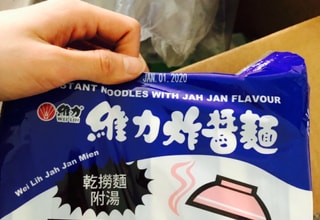 JAN. 01. 2020
STANT NOODLES WITH JAH JAN FLAVOUR
維力
WEI LIH
維力炸醤麵
Wei Lih Jah Jan Mien
乾撈麵
附湯